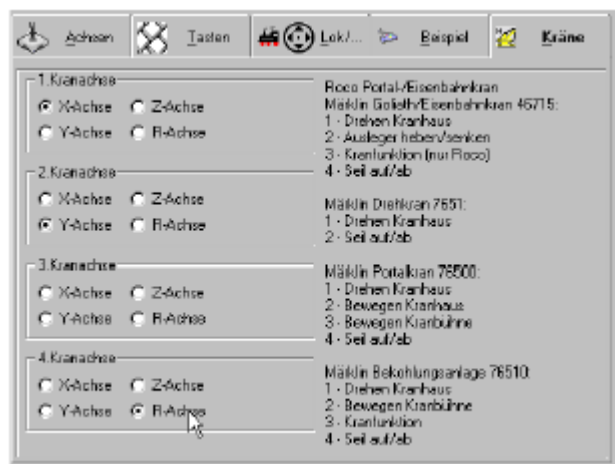 Achsen
Tasten
Lok/...
Beispiel
Kräne
1.Kranachse
X-Achse Z-Achse
Y-Achse R-Achse
2.Kranachse
X-Achse Z-Achse
Y-Achse R-Achse
3.Kranachse
X-Achse Z-Achse
Y-Achse R-Achse
4.Kranachse
X-Achse Z-Achse
Y-Achse R-Achse
Roco Portal-/Eisenbahnkran
Märklin Goliath/Eisenbahnkran 46715:
1 - Drehen Kranhaus
2 - Ausleger heben/senken
3 - Kranfunktion (nur Roco)
4 - Seil auf/ab
Märklin Drehkran 7651:
1 - Drehen Kranhaus
2 - Seil auf/ab
Märklin Portalkran 76500:
1 - Drehen Kranhaus
2 - Bewegen Kranhaus
3 - Bewegen Kranbühne
4 - Seil auf/ab
Märklin Bekohlungsanlage 76510:
1 - Drehen Kranhaus
2 - Bewegen Kranbühne
3 - Kranfunktion
4 - Seil auf/ab